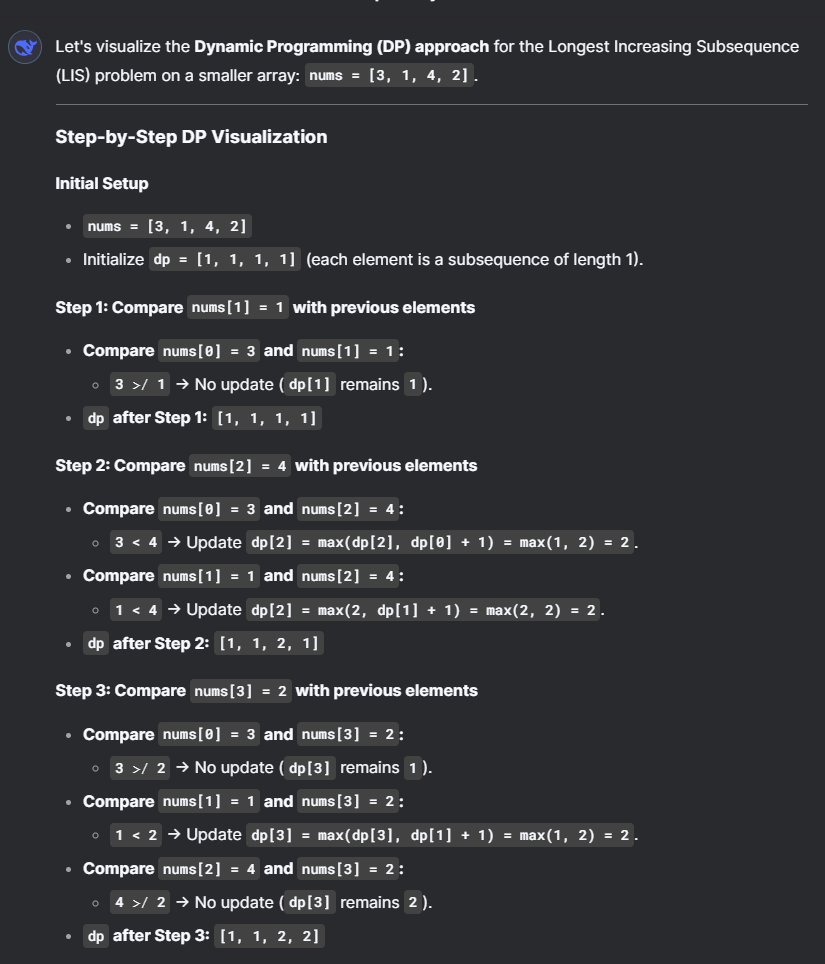 Let's visualize the Dynamic Programming (DP) approach for the Longest Increasing Subsequence
(LIS) problem on a smaller array: nums = [3, 1, 4, 2].
Step-by-Step DP Visualization
Initial Setup
• nums = [3, 1, 4, 2]
• Initialize dp = [1, 1, 1, 1] (each element is a subsequence of length 1).
Step 1: Compare nums[1] = 1 with previous elements
• Compare nums[0] = 3 and nums[1] = 1:
○ 3 >/ 1 → No update (dp[1] remains 1).
• dp after Step 1: [1, 1, 1, 1]
Step 2: Compare nums[2] = 4 with previous elements
• Compare nums[0] = 3 and nums[2] = 4:
○ 3 < 4 → Update dp[2] = max(dp[2], dp[0] + 1) = max(1, 2) = 2.
• Compare nums[1] = 1 and nums[2] = 4:
○ 1 < 4 → Update dp[2] = max(2, dp[1] + 1) = max(2, 2) = 2.
• dp after Step 2: [1, 1, 2, 1]
Step 3: Compare nums[3] = 2 with previous elements
• Compare nums[0] = 3 and nums[3] = 2:
○ 3 >/ 2 → No update (dp[3] remains 1).
• Compare nums[1] = 1 and nums[3] = 2:
○ 1 < 2 → Update dp[3] = max(dp[3], dp[1] + 1) = max(1, 2) = 2.
• Compare nums[2] = 4 and nums[3] = 2:
○ 4 >/ 2 → No update (dp[3] remains 2).
• dp after Step 3: [1, 1, 2, 2]